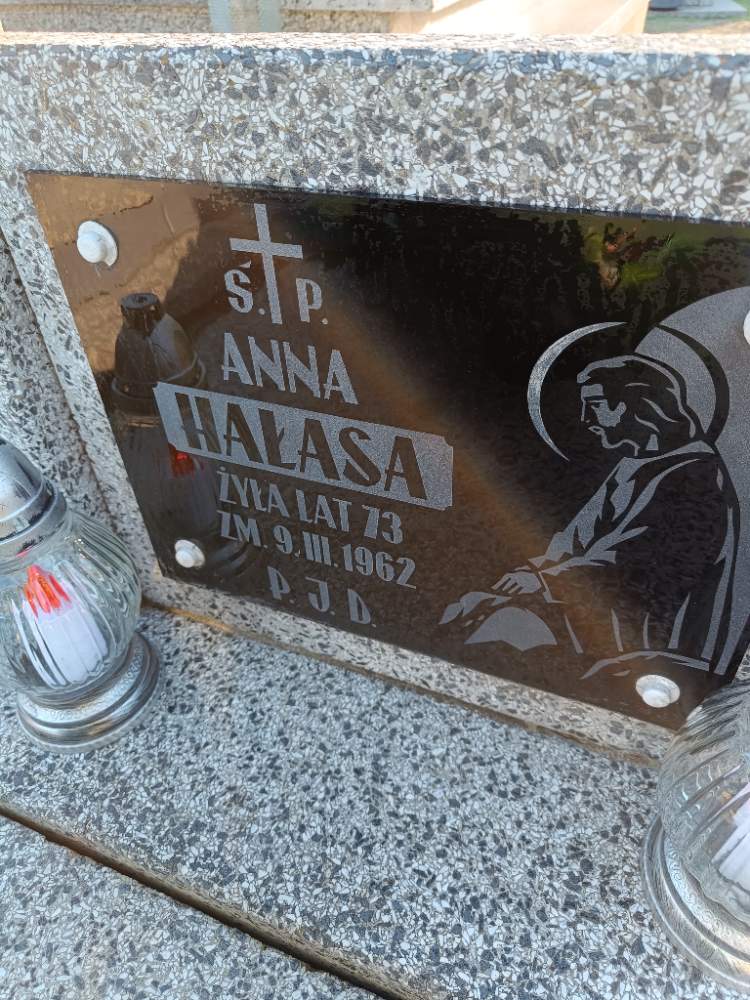 Ś. P.
ANNA
HAŁASA
ŻYŁA LAT 73
ZM. 9. III. 1962
P. J. D.